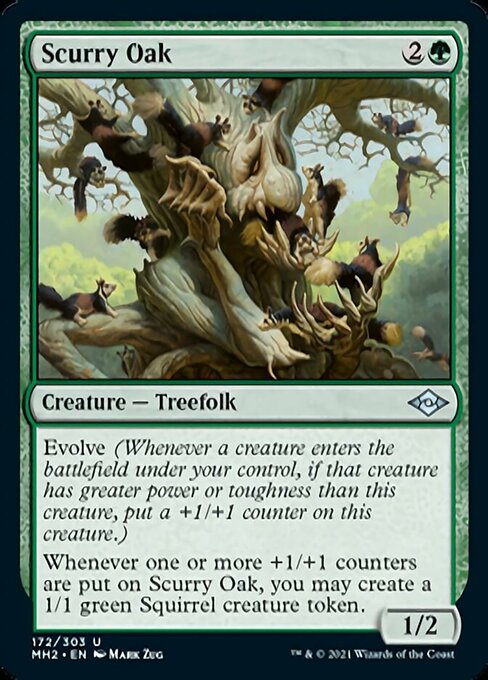 Scurry Oak 2
Creature — Treefolk
Evolve (Whenever a creature enters the
battlefield under your control, if that creature
has greater power or toughness than this
creature, put a +1/+1 counter on this
creature.)
Whenever one or more +1/+1 counters
are put on Scurry Oak, you may create a
1/1 green Squirrel creature token.
1/2
172/303 U
MH2 • EN Mark Zug
™ & © 2021 Wizards of the Coast